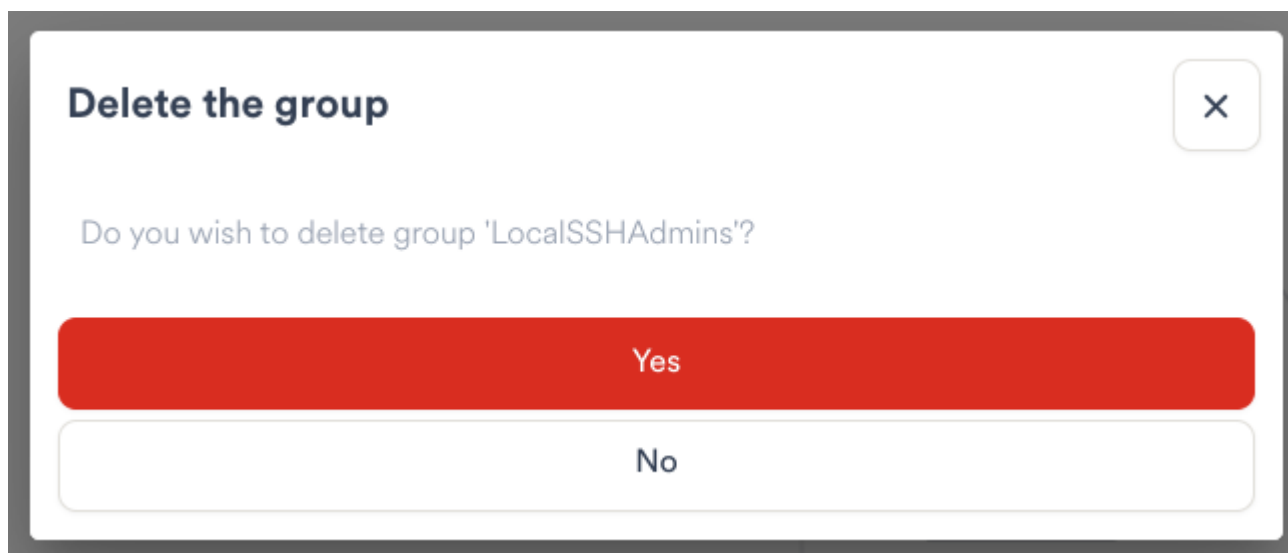 Delete the group
Do you wish to delete group 'LocalSSHAdmins'?
Yes
No